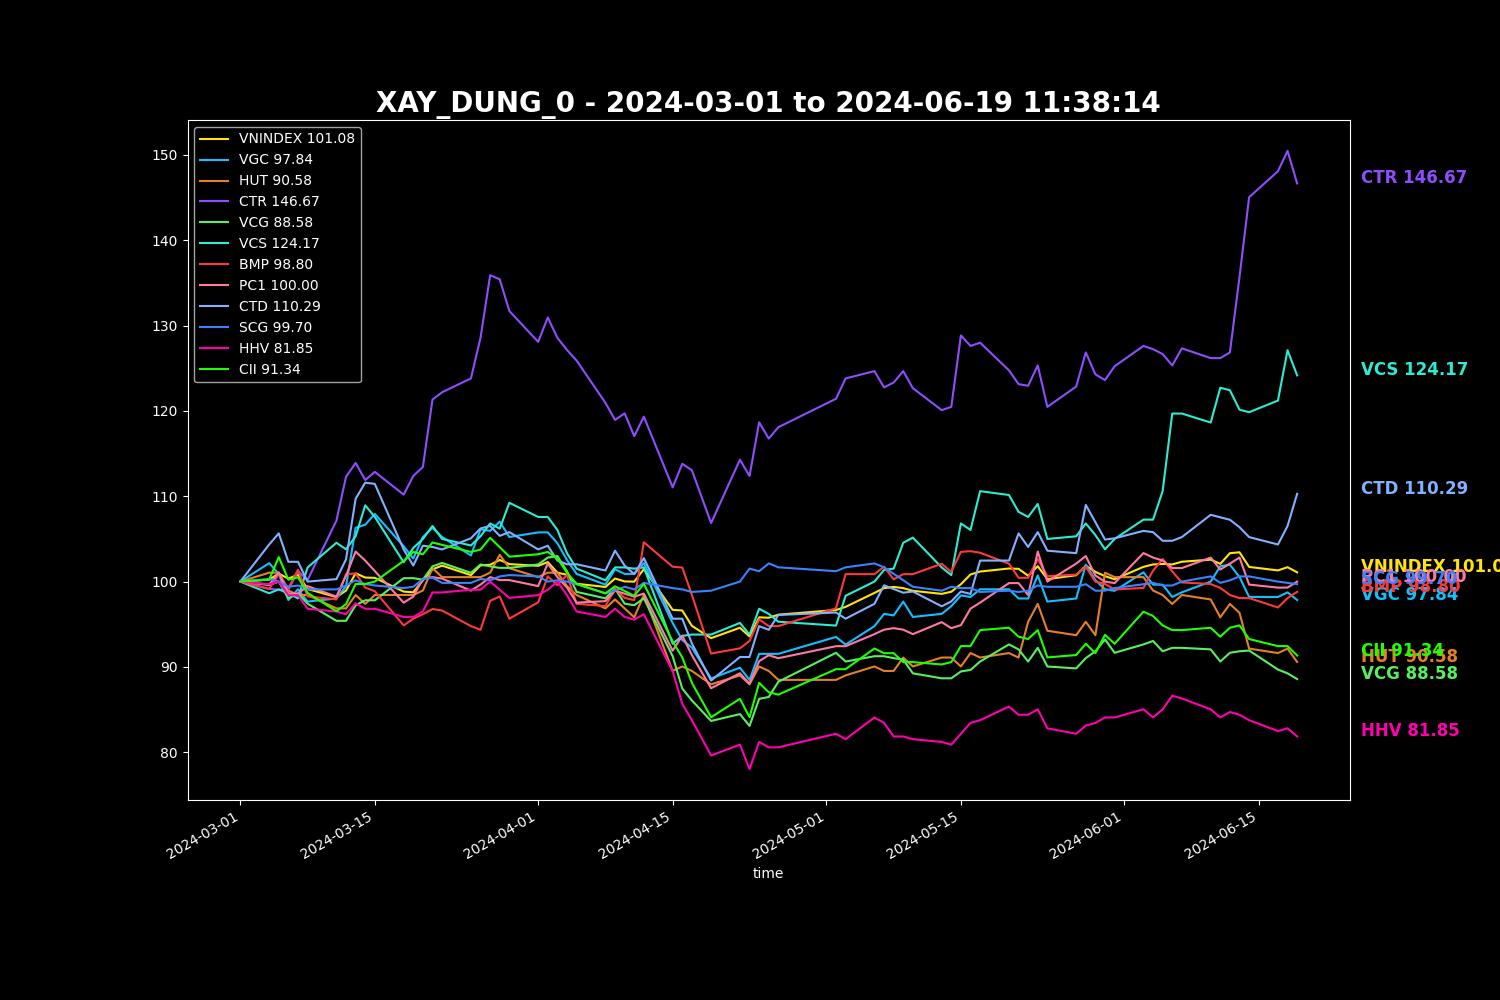 XAY_DUNG_0 - 2024-03-01 to 2024-06-19 11:38:14
VNINDEX 101.08
VGC 97.84
HUT 90.58
CTR 146.67
VCG 88.58
VCS 124.17
BMP 98.80
PC1 100.00
CTD 110.29
SCG 99.70
HHV 81.85
CII 91.34
150
140
130
120
110
100
90
80
CTR 146.67
VCS 124.17
CTD 110.29
VNINDEX 101.0
VGC 97.84
CII 91.34
HUT 90.58
VCG 88.58
HHV 81.85
2024-03-01
2024-03-15
2024-04-01
2024-04-15
2024-05-01
2024-05-15
2024-06-01
2024-06-15
time